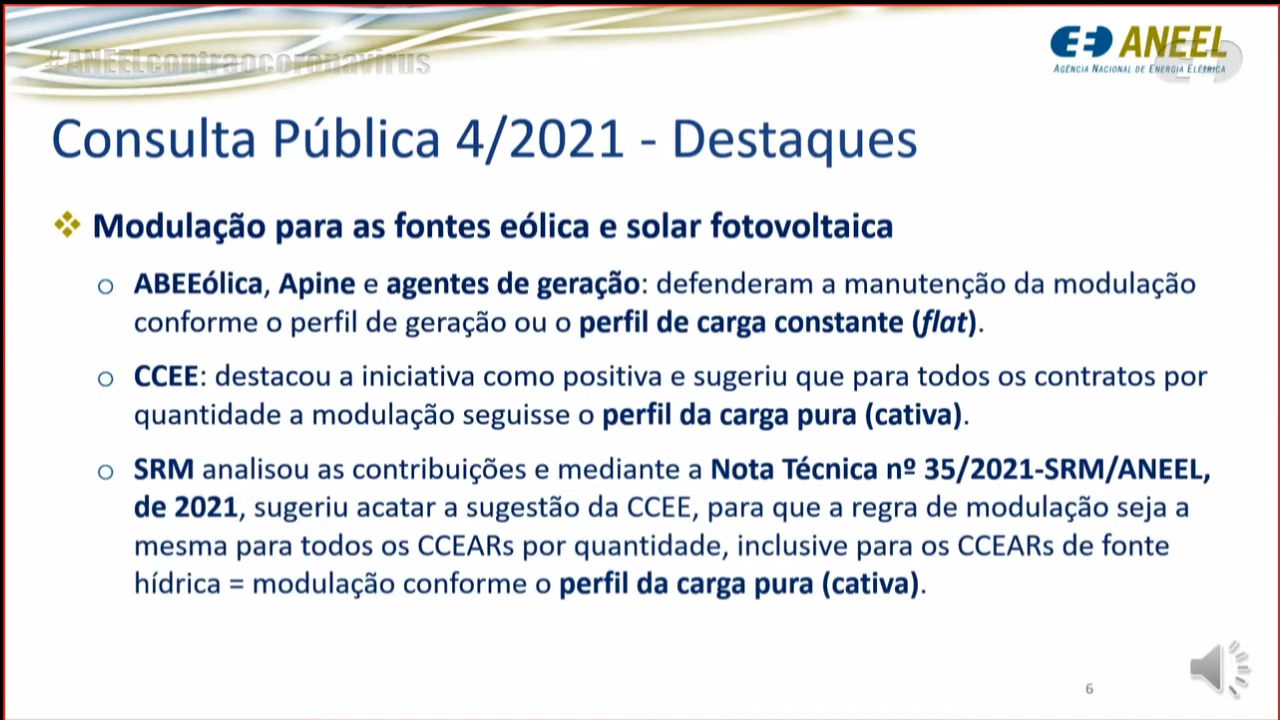 #ANEELcontraocoronavirus
ANEEL
AGÊNCIA NACIONAL DE ENERGIA ELÉTRICA
Consulta Pública 4/2021 - Destaques
❖ Modulação para as fontes eólica e solar fotovoltaica
o ABEEólica, Apine e agentes de geração: defenderam a manutenção da modulação
conforme o perfil de geração ou o perfil de carga constante (flat).
o CCEE: destacou a iniciativa como positiva e sugeriu que para todos os contratos por
quantidade a modulação seguisse o perfil da carga pura (cativa).
o SRM analisou as contribuições e mediante a Nota Técnica nº 35/2021-SRM/ANEEL,
de 2021, sugeriu acatar a sugestão da CCEE, para que a regra de modulação seja a
mesma para todos os CCEARs por quantidade, inclusive para os CCEARs de fonte
hídrica = modulação conforme o perfil da carga pura (cativa).
6